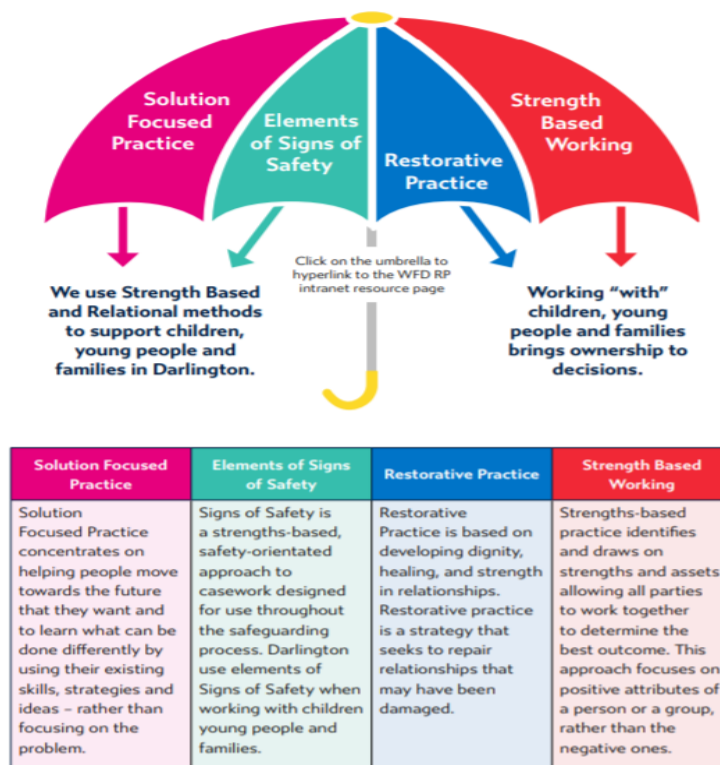 Solution
Focused
Practice
Elements
of Signs of
Safety
Restorative
Practice
Strength
Based
Working
Click on the umbrella to
hyperlink to the WFD RP
intranet resource page
We use Strength Based
and Relational methods
to support children,
young people and
families in Darlington.
Working “with”
children, young
people and families
brings ownership to
decisions.
Solution Focused
Practice
Solution
Focused Practice
concentrates on
helping people move
towards the future
that they want and
to learn what can be
done differently by
using their existing
skills, strategies and
ideas – rather than
focusing on the
problem.
Elements of Signs
of Safety
Signs of Safety is
a strengths-based,
safety-orientated
approach to
casework designed
for use throughout
the safeguarding
process. Darlington
use elements of
Signs of Safety when
working with children
young people and
families.
Restorative Practice
Restorative
Practice is based on
developing dignity,
healing, and strength
in relationships.
Restorative practice
is a strategy that
seeks to repair
relationships that
may have been
damaged.
Strength Based
Working
Strengths-based
practice identifies
and draws on
strengths and assets
allowing all parties
to work together
to determine the
best outcome. This
approach focuses on
positive attributes of
a person or a group,
rather than the
negative ones.